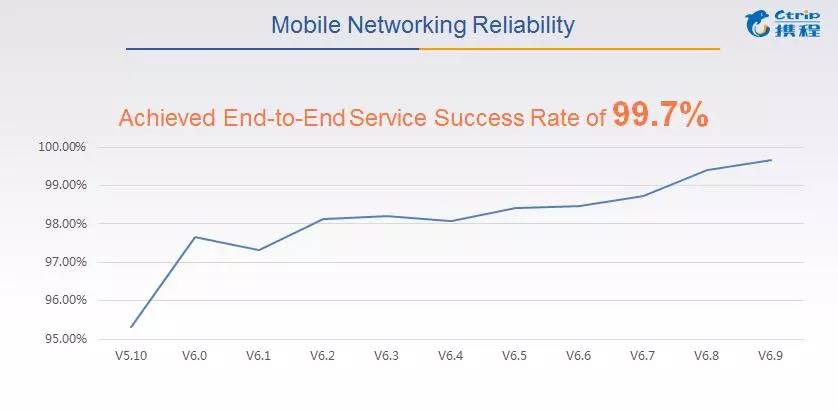 Mobile Networking Reliability
Ctrip
携程
Achieved End-to-End Service Success Rate of 99.7%
100.00%
99.00%
98.00%
97.00%
96.00%
95.00%
V5.10 V6.0 V6.1 V6.2 V6.3 V6.4 V6.5 V6.6 V6.7 V6.8 V6.9